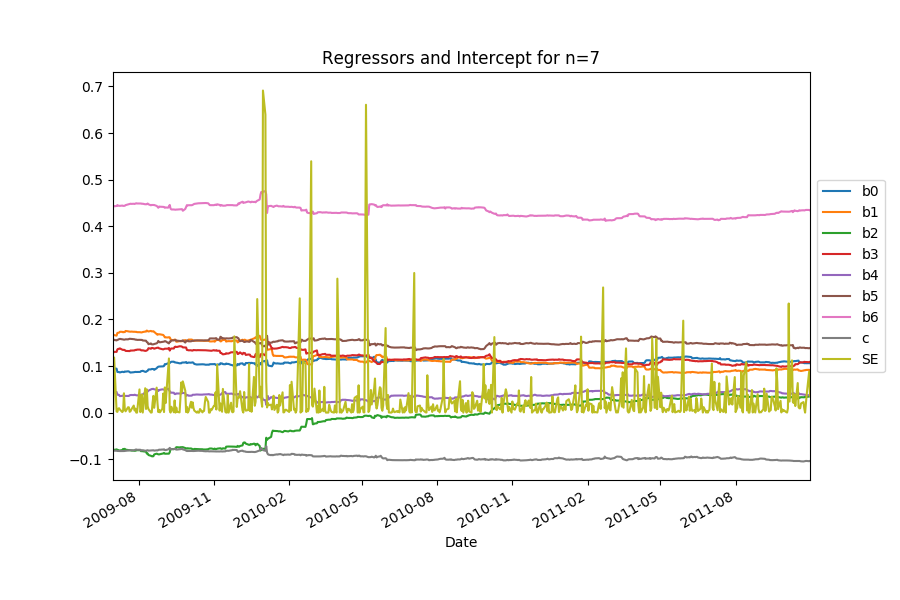 Regressors and Intercept for n=7
0.7
0.6
0.5
0.4
0.3
0.2
0.1
0.0
−0.1
2009-08
2009-11
2010-02
2010-05
2010-08
2010-11
2011-02
2011-05
2011-08
Date
b0
b1
b2
b3
b4
b5
b6
c
SE